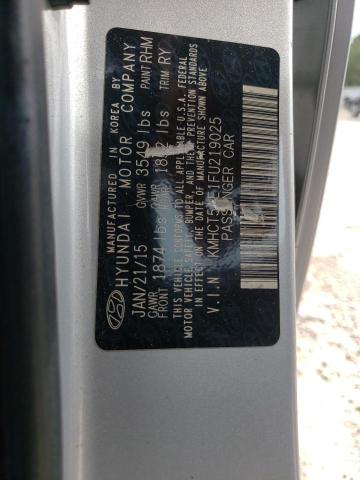 MANUFACTURED IN KOREA BY
HYUNDAI MOTOR COMPANY
JAN/21/15 GVWR 3549 lbs PAINT RHM
GAWR FRONT 1874 lbs lbs TRIM RY
THIS VEHICLE CONFORMS TO ALL APPLICABLE U.S.A. FEDERAL
MOTOR VEHICLE SAFETY, BUMPER, AND THEFT PREVENTION STANDARDS
IN EFFECT ON THE DATE OF MANUFACTURE SHOWN ABOVE
V.I.N
PASSENGER CAR